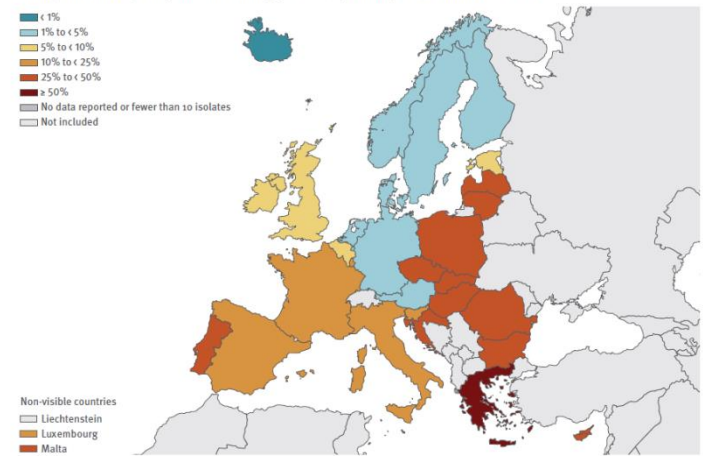 < 1%
1% to < 5%
5% to < 10%
10% to < 25%
25% to < 50%
≥ 50%
No data reported or fewer than 10 isolates
Not included
Non-visible countries
Liechtenstein
Luxembourg
Malta